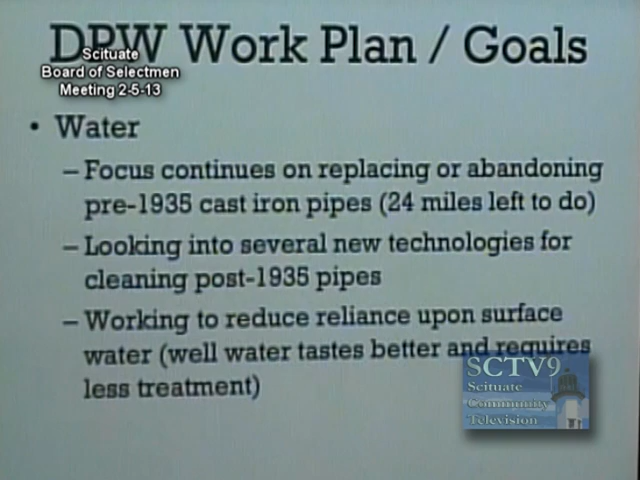 DPW Work Plan / Goals
Scituate
Board of Selectmen
Meeting 2-5-13
• Water
– Focus continues on replacing or abandoning
pre-1935 cast iron pipes (24 miles left to do)
– Looking into several new technologies for
cleaning post-1935 pipes
– Working to reduce reliance upon surface
water (well water tastes better and requires
less treatment)
SCTV9
Scituate
Community
Television